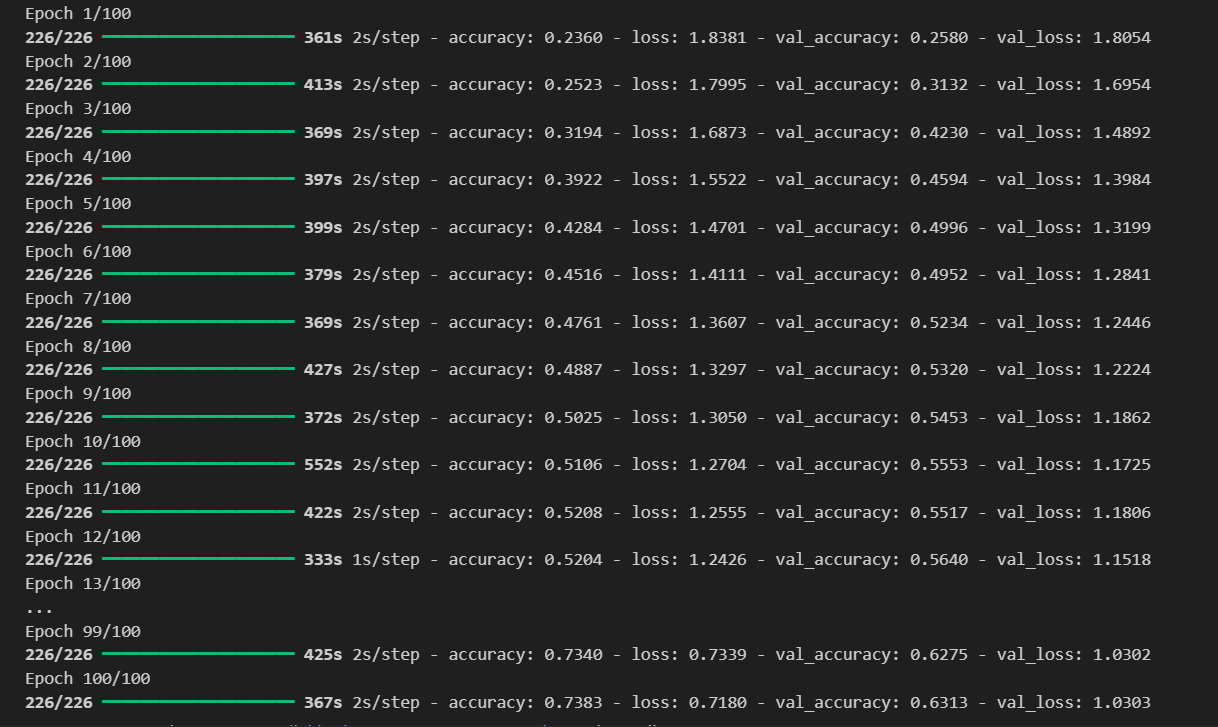 Epoch 1/100
226/226 361s 2s/step - accuracy: 0.2360 - loss: 1.8381 - val_accuracy: 0.2580 - val_loss: 1.8054
Epoch 2/100
226/226 413s 2s/step - accuracy: 0.2523 - loss: 1.7995 - val_accuracy: 0.3132 - val_loss: 1.6954
Epoch 3/100
226/226 369s 2s/step - accuracy: 0.3194 - loss: 1.6873 - val_accuracy: 0.4230 - val_loss: 1.4892
Epoch 4/100
226/226 397s 2s/step - accuracy: 0.3922 - loss: 1.5522 - val_accuracy: 0.4594 - val_loss: 1.3984
Epoch 5/100
226/226 399s 2s/step - accuracy: 0.4284 - loss: 1.4701 - val_accuracy: 0.4996 - val_loss: 1.3199
Epoch 6/100
226/226 379s 2s/step - accuracy: 0.4516 - loss: 1.4111 - val_accuracy: 0.4952 - val_loss: 1.2841
Epoch 7/100
226/226 369s 2s/step - accuracy: 0.4761 - loss: 1.3607 - val_accuracy: 0.5234 - val_loss: 1.2446
Epoch 8/100
226/226 427s 2s/step - accuracy: 0.4887 - loss: 1.3297 - val_accuracy: 0.5320 - val_loss: 1.2224
Epoch 9/100
226/226 372s 2s/step - accuracy: 0.5025 - loss: 1.3050 - val_accuracy: 0.5453 - val_loss: 1.1862
Epoch 10/100
226/226 552s 2s/step - accuracy: 0.5106 - loss: 1.2704 - val_accuracy: 0.5553 - val_loss: 1.1725
Epoch 11/100
226/226 422s 2s/step - accuracy: 0.5208 - loss: 1.2555 - val_accuracy: 0.5517 - val_loss: 1.1806
Epoch 12/100
226/226 333s 1s/step - accuracy: 0.5204 - loss: 1.2426 - val_accuracy: 0.5640 - val_loss: 1.1518
Epoch 13/100
...
Epoch 99/100
226/226 425s 2s/step - accuracy: 0.7340 - loss: 0.7339 - val_accuracy: 0.6275 - val_loss: 1.0302
Epoch 100/100
226/226 367s 2s/step - accuracy: 0.7383 - loss: 0.7180 - val_accuracy: 0.6313 - val_loss: 1.0303